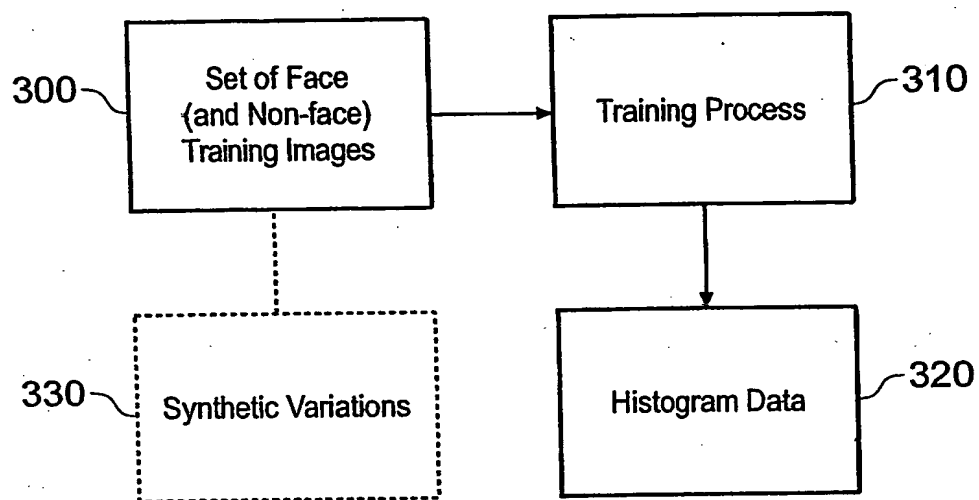 300
Set of Face
(and Non-face)
Training Images
Training Process
310
330
Synthetic Variations
Histogram Data
320